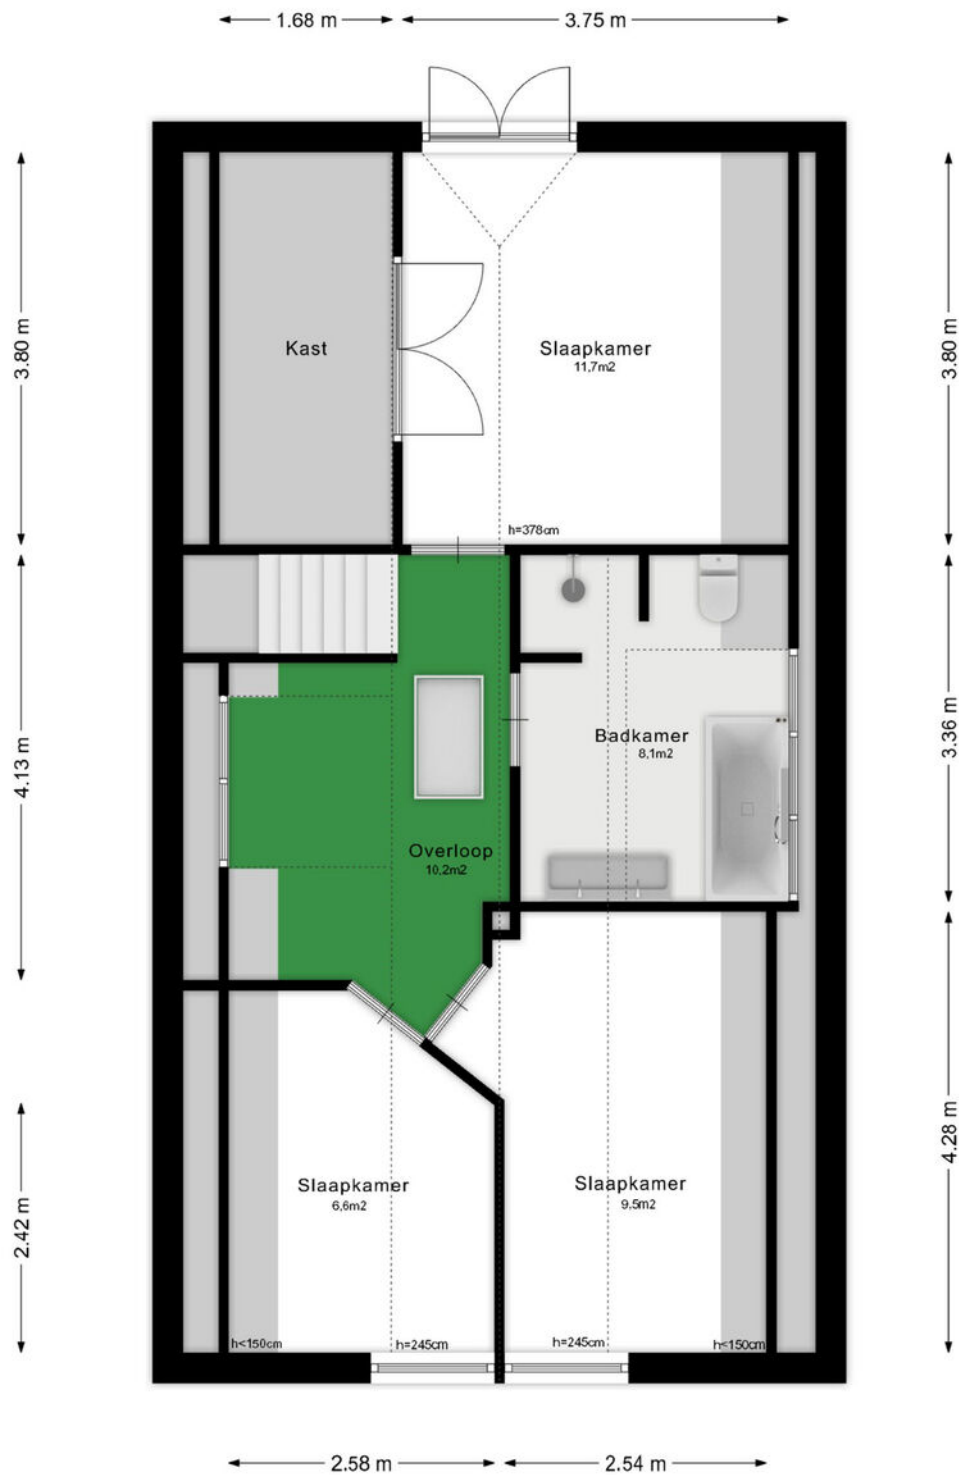 1.68 m
3.75 m
3.80 m
3.80 m
Kast
Slaapkamer
11,7m2
h=378cm
4.13 m
3.36 m
Badkamer
8,1m2
Overloop
10,2m2
4.28 m
2.42 m
Slaapkamer
6,6m2
Slaapkamer
9,5m2
h<150cm
h=245cm
h=245cm
h<150cm
2.58 m
2.54 m